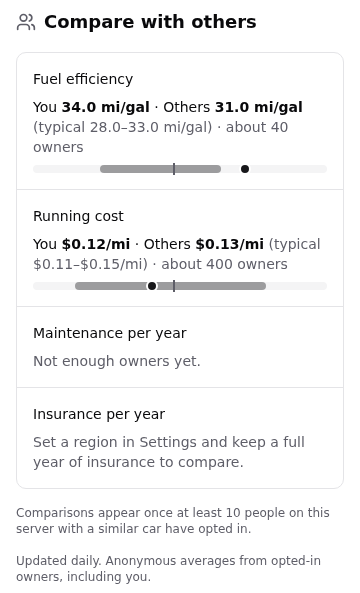 Compare with others
Fuel efficiency
You 34.0 mi/gal · Others 31.0 mi/gal
(typical 28.0–33.0 mi/gal) · about 40
owners
Running cost
You $0.12/mi · Others $0.13/mi (typical
$0.11–$0.15/mi) · about 400 owners
Maintenance per year
Not enough owners yet.
Insurance per year
Set a region in Settings and keep a full
year of insurance to compare.
Comparisons appear once at least 10 people on this
server with a similar car have opted in.
Updated daily. Anonymous averages from opted-in
owners, including you.